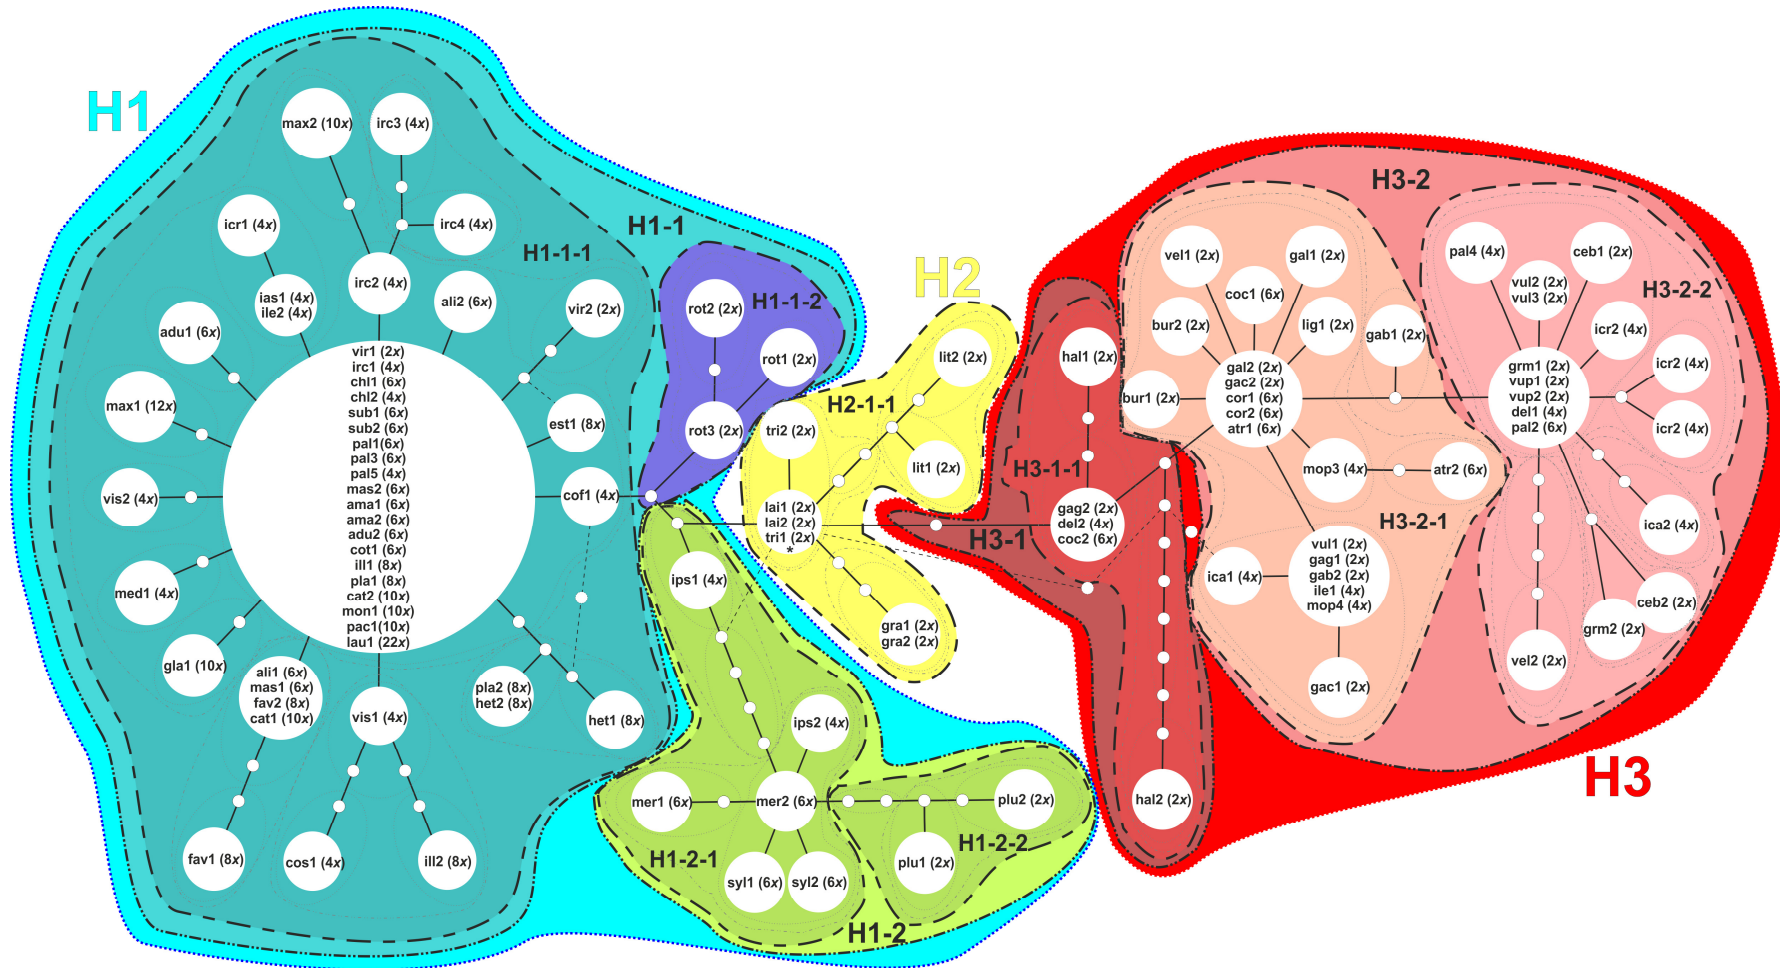 H1
max2 (10x)
irc3 (4x)
icr1 (4x)
irc4 (4x)
H1-1
H1-1-1
irc2 (4x)
ias1 (4x)
ile2 (4x)
ali2 (6x)
vir2 (2x)
adu1 (6x)
max1 (12x)
est1 (8x)
vis2 (4x)
cof1 (4x)
med1 (4x)
gla1 (10x)
vir1 (2x)
irc1 (4x)
chl1 (6x)
chl2 (4x)
sub1 (6x)
sub2 (6x)
pal1(6x)
pal3 (6x)
pal5 (4x)
mas2 (6x)
ama1 (6x)
ama2 (6x)
adu2 (6x)
cot1 (6x)
ill1 (8x)
pla1 (8x)
cat2 (10x)
mon1 (10x)
pac1(10x)
lau1 (22x)
ali1 (6x)
mas1 (6x)
fav2 (8x)
cat1 (10x)
vis1 (4x)
pla2 (8x)
het2 (8x)
het1 (8x)
fav1 (8x)
cos1 (4x)
ill2 (8x)
H1-1-2
rot2 (2x)
rot1 (2x)
rot3 (2x)
ips1 (4x)
ips2 (4x)
mer1 (6x)
mer2 (6x)
plu2 (2x)
plu1 (2x)
H1-2-2
H1-2-1
syl1 (6x)
syl2 (6x)
H1-2
H2
lit2 (2x)
H2-1-1
tri2 (2x)
lit1 (2x)
lai1 (2x)
lai2 (2x)
tri1 (2x)
*
gra1 (2x)
gra2 (2x)
H3-1
H3-1-1
hal1 (2x)
gag2 (2x)
del2 (4x)
coc2 (6x)
hal2 (2x)
H3-2
vel1 (2x)
gal1 (2x)
coc1 (6x)
bur2 (2x)
lig1 (2x)
gab1 (2x)
bur1 (2x)
gal2 (2x)
gac2 (2x)
cor1 (6x)
cor2 (6x)
atr1 (6x)
mop3 (4x)
atr2 (6x)
H3-2-1
ica1 (4x)
vul1 (2x)
gag1 (2x)
gab2 (2x)
ile1 (4x)
mop4 (4x)
gac1 (2x)
pal4 (4x)
ceb1 (2x)
vul2 (2x)
vul3 (2x)
H3-2-2
icr2 (4x)
icr2 (4x)
grm1 (2x)
vup1 (2x)
vup2 (2x)
del1 (4x)
pal2 (6x)
icr2 (4x)
ica2 (4x)
ceb2 (2x)
grm2 (2x)
vel2 (2x)
H3